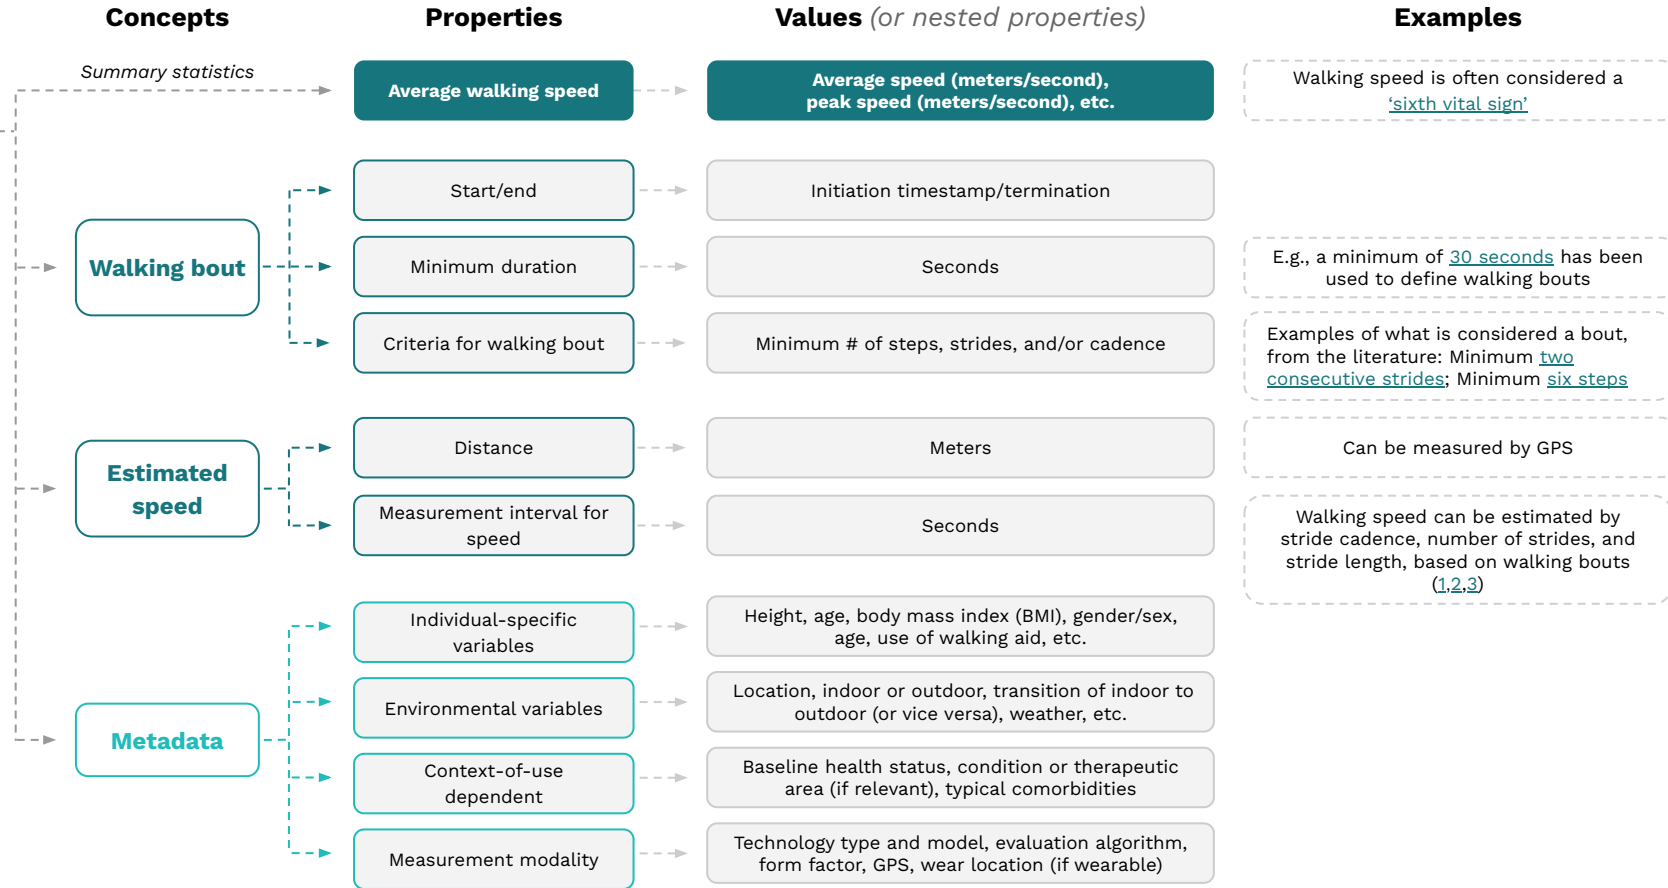 Concepts
Properties
Values (or nested properties)
Examples
Summary statistics
Average walking speed
Average speed (meters/second),
peak speed (meters/second), etc.
Walking speed is often considered a
‘sixth vital sign’
Walking bout
Start/end
Initiation timestamp/termination
Minimum duration
Seconds
E.g., a minimum of 30 seconds has been
used to define walking bouts
Criteria for walking bout
Minimum # of steps, strides, and/or cadence
Examples of what is considered a bout,
from the literature: Minimum two
consecutive strides; Minimum six steps
Estimated
speed
Distance
Meters
Can be measured by GPS
Measurement interval for
speed
Seconds
Walking speed can be estimated by
stride cadence, number of strides, and
stride length, based on walking bouts
(1,2,3)
Metadata
Individual-specific
variables
Height, age, body mass index (BMI), gender/sex,
age, use of walking aid, etc.
Environmental variables
Location, indoor or outdoor, transition of indoor to
outdoor (or vice versa), weather, etc.
Context-of-use
dependent
Baseline health status, condition or therapeutic
area (if relevant), typical comorbidities
Measurement modality
Technology type and model, evaluation algorithm,
form factor, GPS, wear location (if wearable)